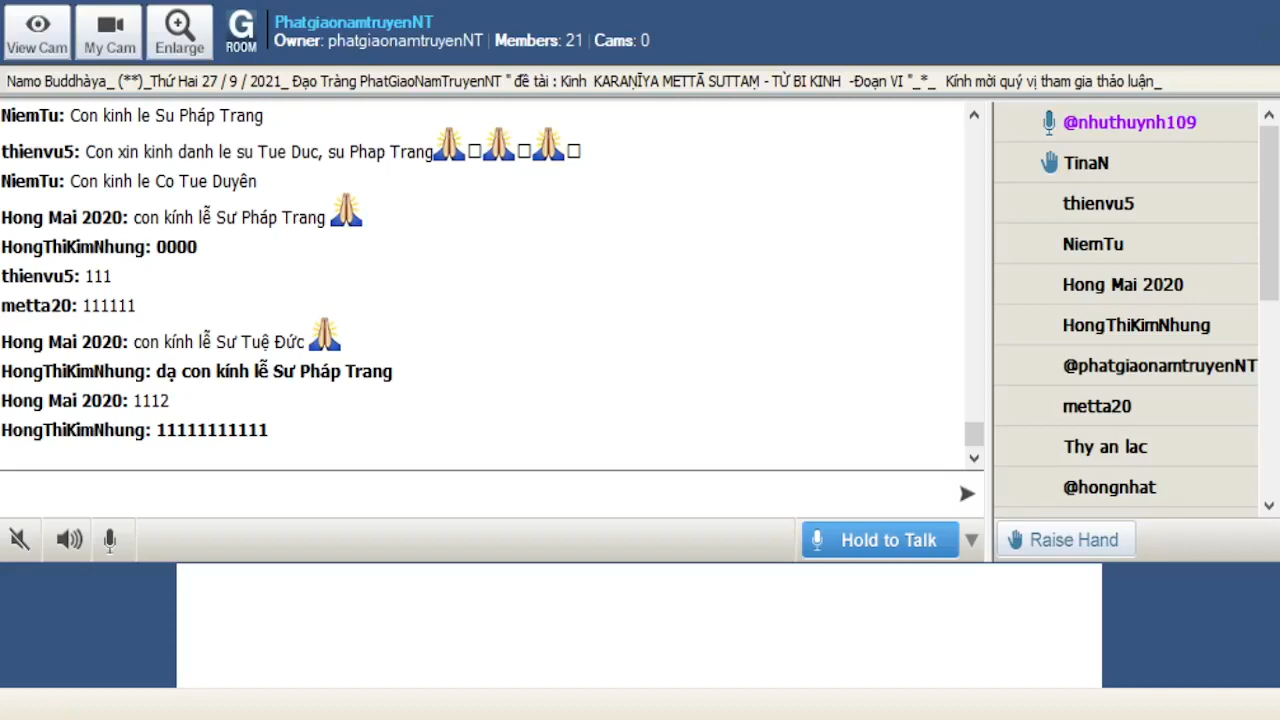 View Cam
My Cam
Enlarge
G
ROOM
PhatgiaonamtruyenNT
Owner: phatgiaonamtruyenNT | Members: 21 | Cams: 0
Namo Buddhàya_ (**)_Thứ Hai 27 / 9 / 2021_ Đạo Tràng PhatGiaoNamTruyenNT " đề tài : Kinh KARAṆĪYA METTĀ SUTTAṂ - TỪ BI KINH -Đoạn VI "_*_ Kính mời quý vị tham gia thảo luận_
NiemTu: Con kinh le Su Pháp Trang
thienvu5: Con xin kinh danh le su Tue Duc, su Phap Trang🙏□🙏□🙏□
NiemTu: Con kinh le Co Tue Duyên
Hong Mai 2020: con kính lễ Sư Pháp Trang 🙏
HongThiKimNhung: 0000
thienvu5: 111
metta20: 111111
Hong Mai 2020: con kính lễ Sư Tuệ Đức 🙏
HongThiKimNhung: dạ con kính lễ Sư Pháp Trang
Hong Mai 2020: 1112
HongThiKimNhung: 11111111111
@nhuthuynh109
TinaN
thienvu5
NiemTu
Hong Mai 2020
HongThiKimNhung
@phatgiaonamtruyenNT
metta20
Thy an lac
@hongnhat
Hold to Talk
Raise Hand